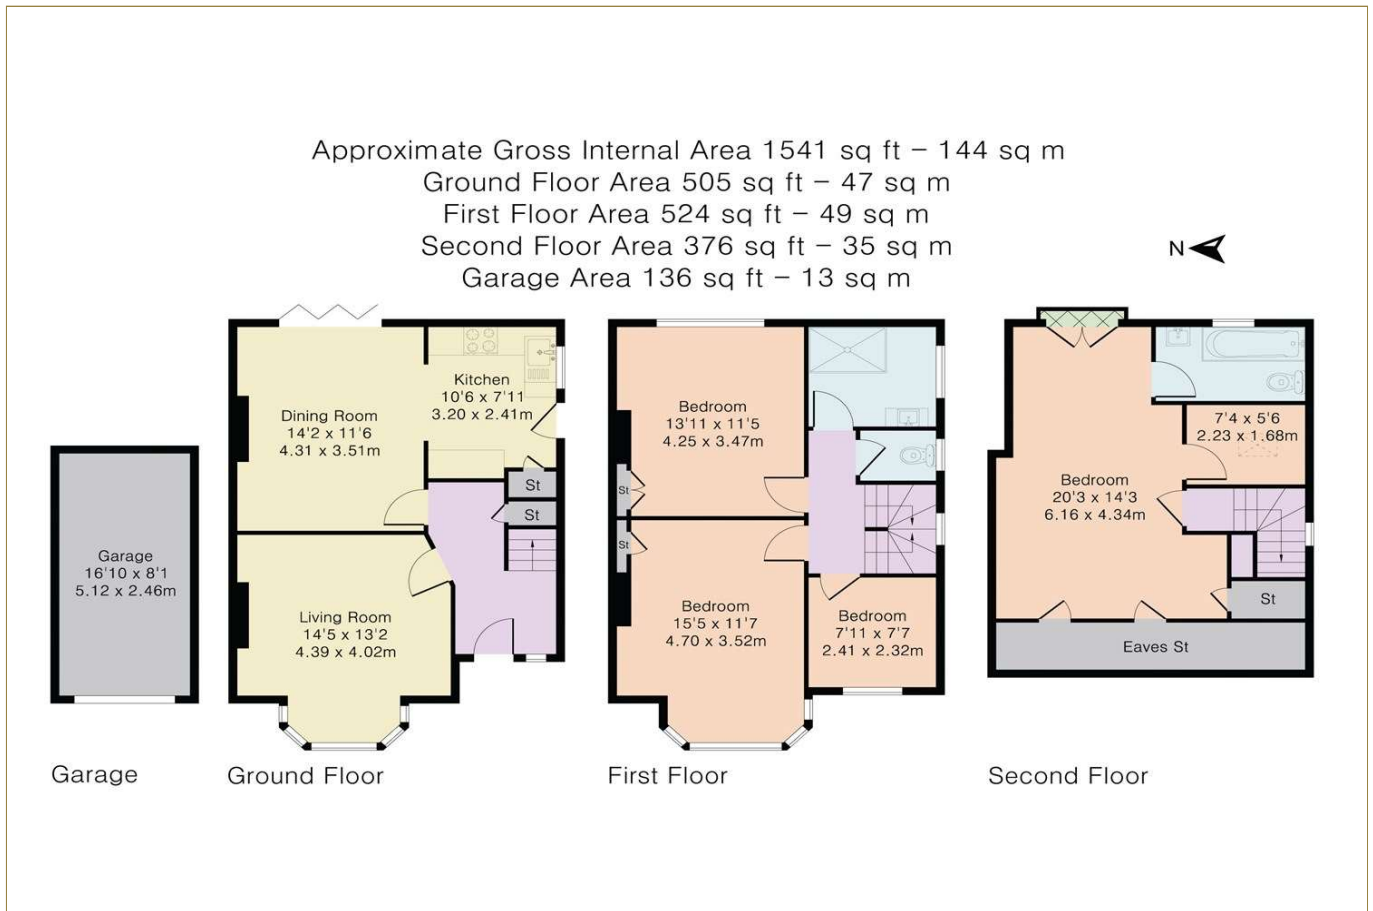 Approximate Gross Internal Area 1541 sq ft – 144 sq m
Ground Floor Area 505 sq ft – 47 sq m
First Floor Area 524 sq ft – 49 sq m
Second Floor Area 376 sq ft – 35 sq m
Garage Area 136 sq ft – 13 sq m
N
Garage
16'10 x 8'1
5.12 x 2.46m
Garage
Dining Room
14'2 x 11'6
4.31 x 3.51m
Kitchen
10'6 x 7'11
3.20 x 2.41m
St
St
Living Room
14'5 x 13'2
4.39 x 4.02m
Ground Floor
Bedroom
13'11 x 11'5
4.25 x 3.47m
St
St
Bedroom
15'5 x 11'7
4.70 x 3.52m
Bedroom
7'11 x 7'7
2.41 x 2.32m
First Floor
7'4 x 5'6
2.23 x 1.68m
Bedroom
20'3 x 14'3
6.16 x 4.34m
St
Eaves St
Second Floor